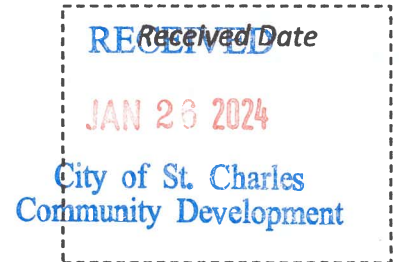 Received Date
RECEIVED
JAN 26 2024
City of St. Charles
Community Development